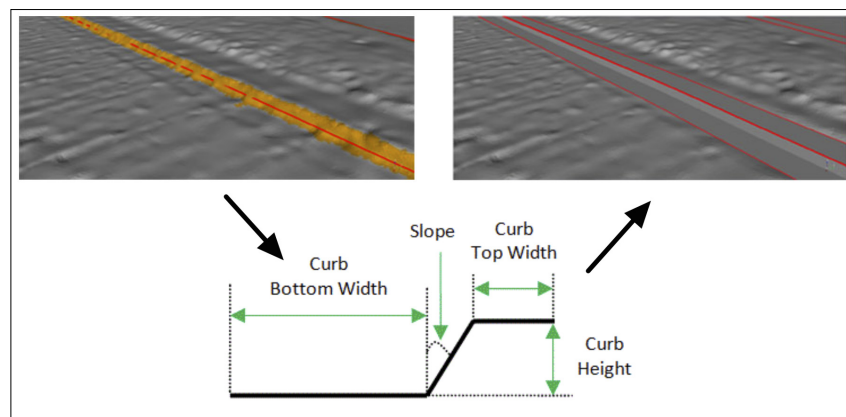 Slope
Curb
Top Width
Curb
Bottom Width
Curb
Height